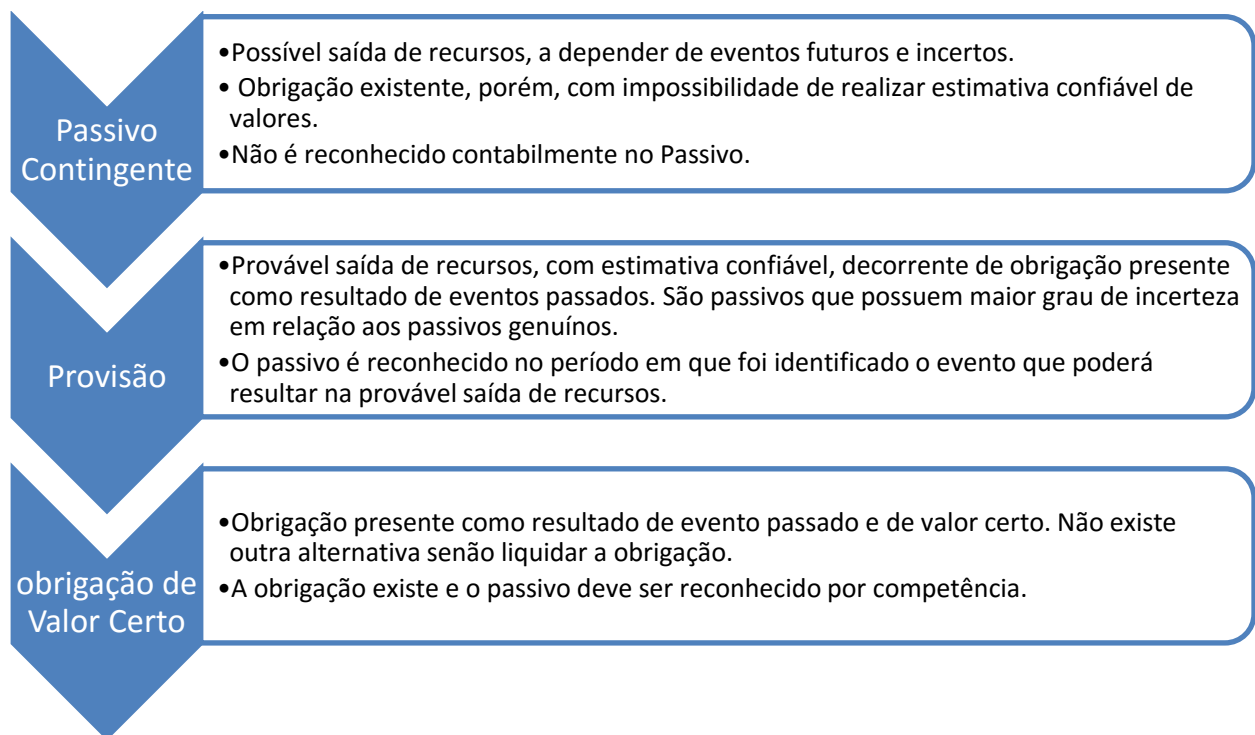 Passivo
Contingente
•Possível saída de recursos, a depender de eventos futuros e incertos.
• Obrigação existente, porém, com impossibilidade de realizar estimativa confiável de
valores.
•Não é reconhecido contabilmente no Passivo.
Provisão
•Provável saída de recursos, com estimativa confiável, decorrente de obrigação presente
como resultado de eventos passados. São passivos que possuem maior grau de incerteza
em relação aos passivos genuínos.
•O passivo é reconhecido no período em que foi identificado o evento que poderá
resultar na provável saída de recursos.
obrigação de
Valor Certo
•Obrigação presente como resultado de evento passado e de valor certo. Não existe
outra alternativa senão liquidar a obrigação.
•A obrigação existe e o passivo deve ser reconhecido por competência.